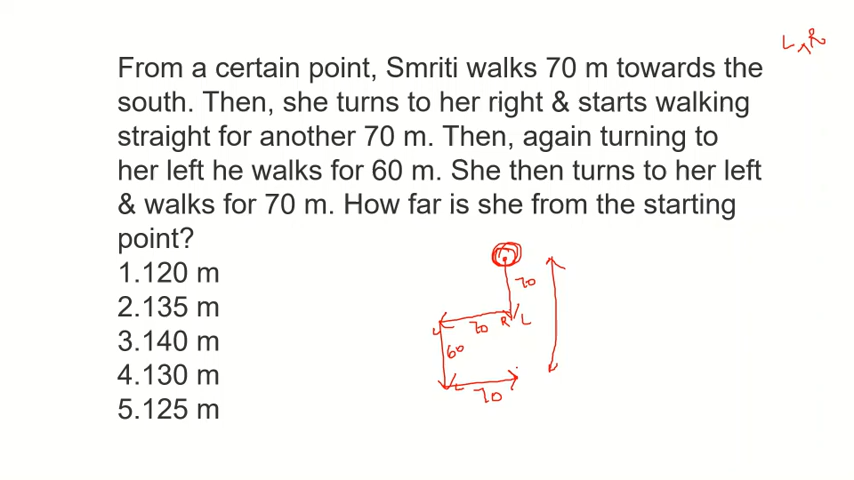 L R
From a certain point, Smriti walks 70 m towards the
south. Then, she turns to her right & starts walking
straight for another 70 m. Then, again turning to
her left he walks for 60 m. She then turns to her left
& walks for 70 m. How far is she from the starting
point?
1.120 m
2.135 m
3.140 m
4.130 m
5.125 m
70
70 R L
60
L
70